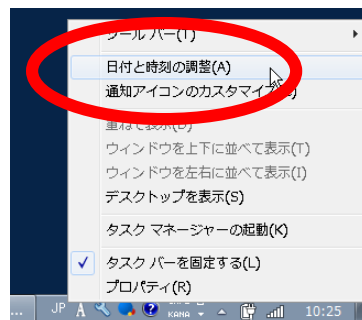 ツール バー(T)
日付と時刻の調整(A)
通知アイコンのカスタマイズ
重ねて表示(D)
ウィンドウを上下に並べて表示(T)
ウィンドウを左右に並べて表示(I)
デスクトップを表示(S)
タスク マネージャーの起動(K)
タスク バーを固定する(L)
プロパティ(R)
... JP A KANA 10:25